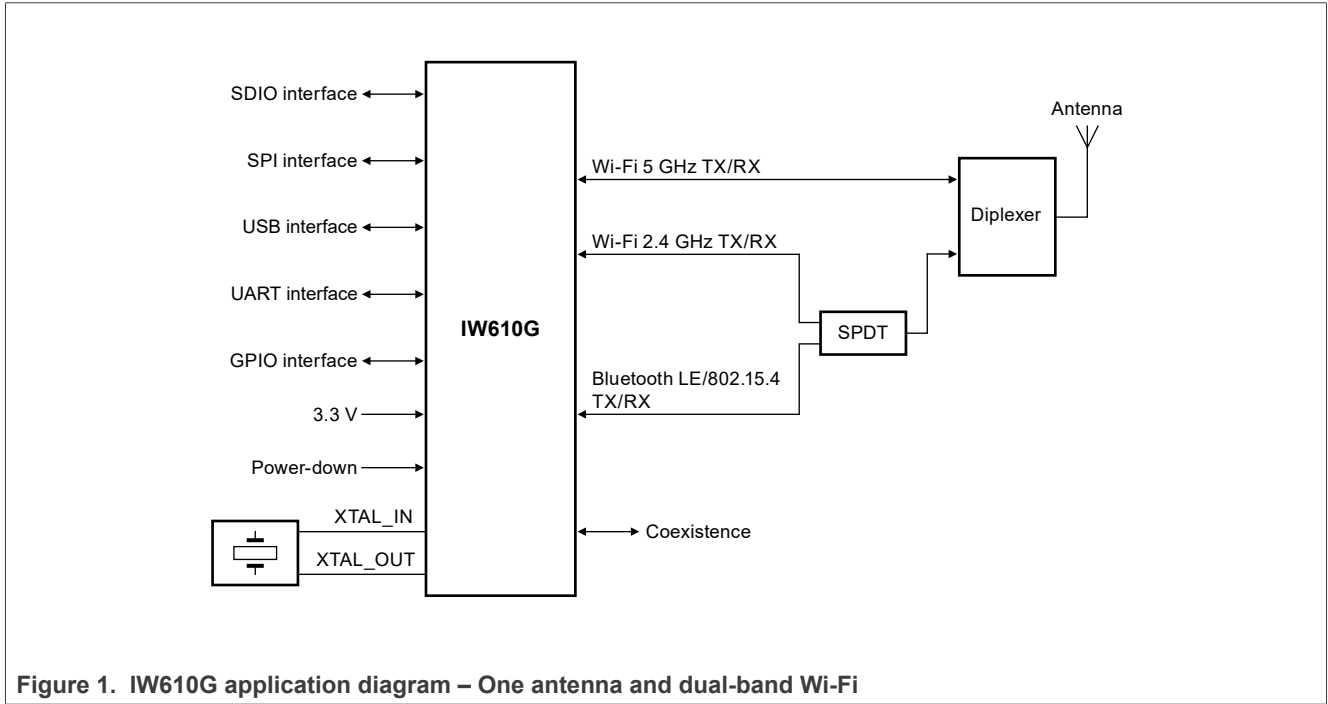 SDIO interface
SPI interface
USB interface
UART interface
GPIO interface
3.3 V
Power-down
XTAL_IN
XTAL_OUT
IW610G
Wi-Fi 5 GHz TX/RX
Wi-Fi 2.4 GHz TX/RX
Bluetooth LE/802.15.4
TX/RX
Coexistence
SPDT
Diplexer
Antenna
Figure 1. IW610G application diagram – One antenna and dual-band Wi-Fi